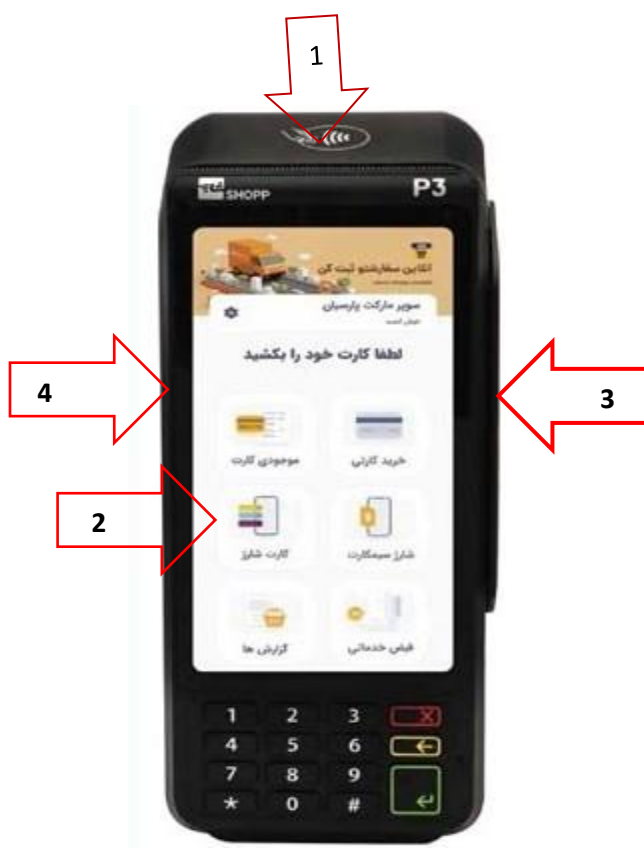 1
SHOPP P3
آنلاین سفارشتو ثبت کن
سوپر مارکت پارسیان
لطفا کارت خود را بکشید
4
3
خرید کارتی موجودی کارت
2
شارژ سیمکارت کارت شارژ
قبض خدماتی گزارش ها
1 2 3 X
4 5 6 ←
7 8 9
* 0 # ↵